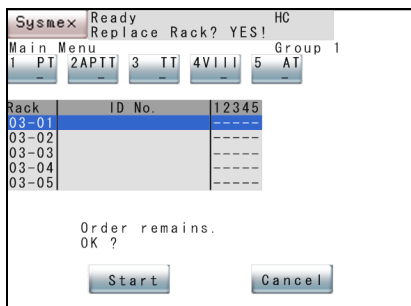 Sysmex Ready HC
Replace Rack? YES!
Main Menu Group 1
1 PT 2APTT 3 TT 4VIII 5 AT
- - - - -
Rack ID No. 12345
03-01 -----
03-02 -----
03-03 -----
03-04 -----
03-05 -----
Order remains.
OK ?
Start Cancel